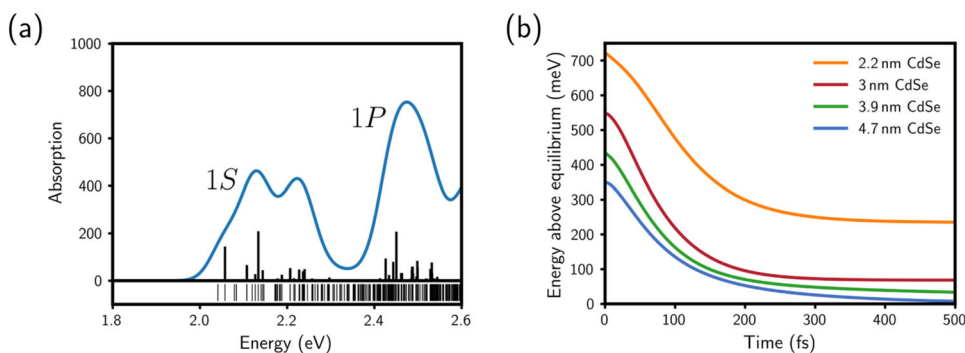 (a)
1000
800
600
400
200
0
Absorption
1S
1P
1.8 2.0 2.2 2.4 2.6
Energy (eV)
(b)
700
600
500
400
300
200
100
0
Energy above equilibrium (meV)
2.2 nm CdSe
3 nm CdSe
3.9 nm CdSe
4.7 nm CdSe
0 100 200 300 400 500
Time (fs)